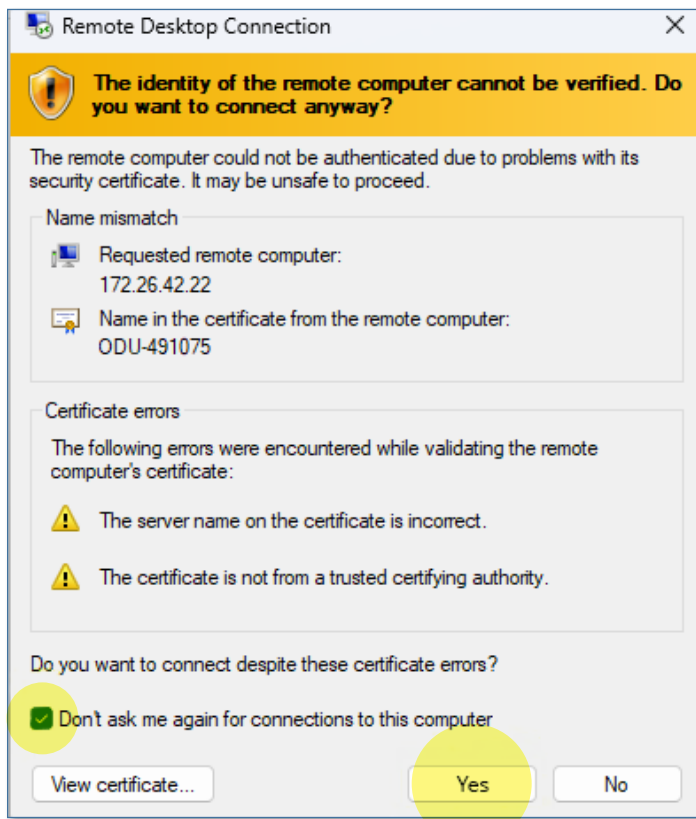 Remote Desktop Connection
The identity of the remote computer cannot be verified. Do
you want to connect anyway?
The remote computer could not be authenticated due to problems with its
security certificate. It may be unsafe to proceed.
Name mismatch
Requested remote computer:
172.26.42.22
Name in the certificate from the remote computer:
ODU-491075
Certificate errors
The following errors were encountered while validating the remote
computer's certificate:
The server name on the certificate is incorrect.
The certificate is not from a trusted certifying authority.
Do you want to connect despite these certificate errors?
Don't ask me again for connections to this computer
View certificate...
Yes
No